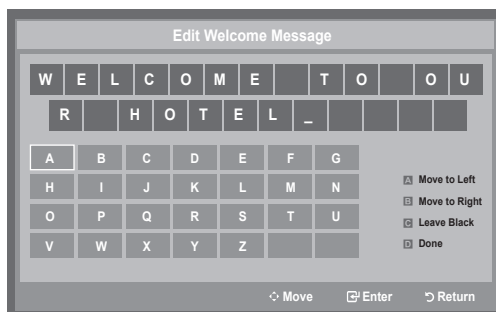 Edit Welcome Message
W E L C O M E T O O U
R H O T E L _
A B C D E F G
H I J K L M N
O P Q R S T U
V W X Y Z
A Move to Left
B Move to Right
C Leave Black
D Done
Move Enter Return